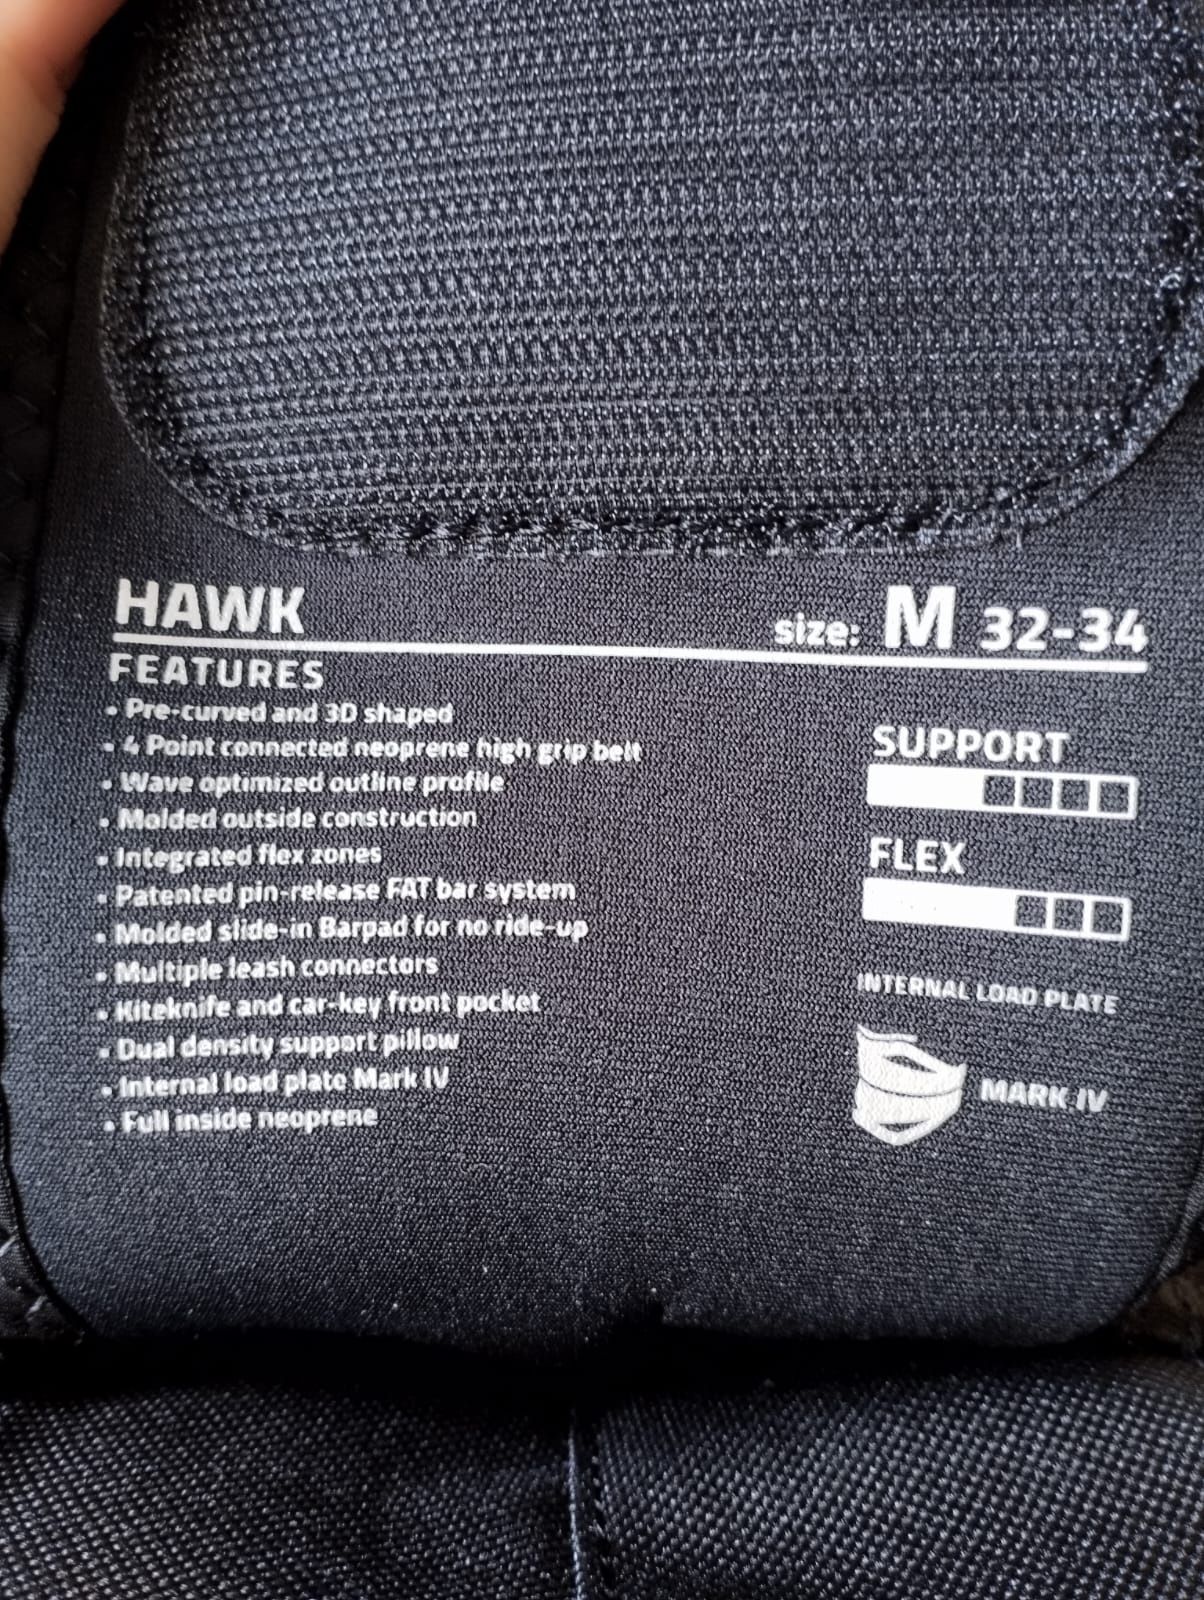 HAWK
size: M 32-34
FEATURES
• Pre-curved and 3D shaped
• 4 Point connected neoprene high grip belt
• Wave optimized outline profile
• Molded outside construction
• Integrated flex zones
• Patented pin-release FAT bar system
• Molded slide-in Barpad for no ride-up
• Multiple leash connectors
• Kiteknife and car-key front pocket
• Dual density support pillow
• Internal load plate Mark IV
• Full inside neoprene
SUPPORT
FLEX
INTERNAL LOAD PLATE
MARK IV